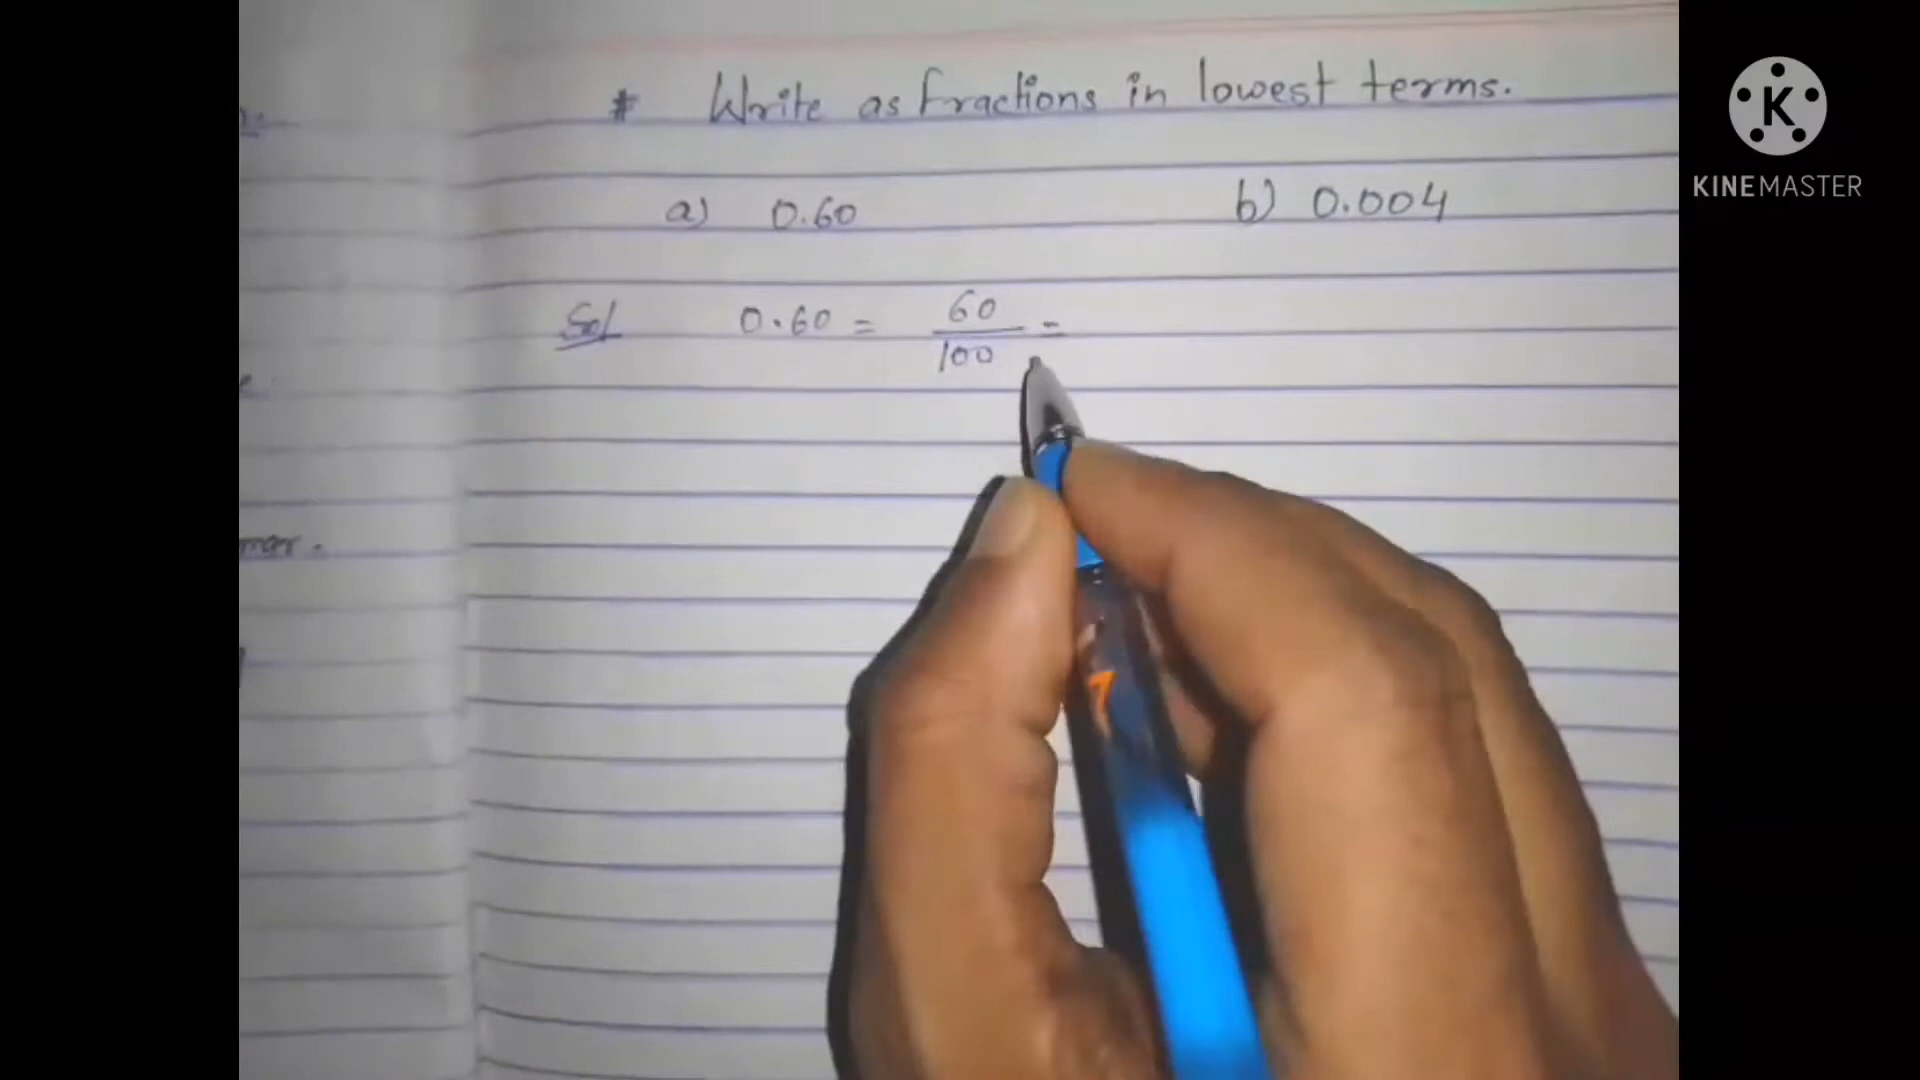 # Write as fractions in lowest terms.
a) 0.60 b) 0.004
Sol 0.60 = 60/100 =
KINEMASTER